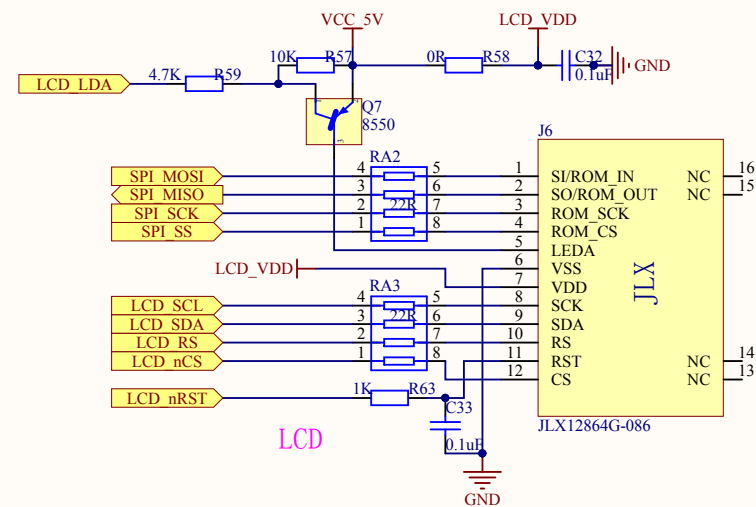 VCC_5V
LCD_VDD
10K R57
0R R58
C32
0.1uF
GND
LCD_LDA
4.7K R59
Q7
8550
1
2
3
J6
RA2
SPI_MOSI 4 5 1 SI/ROM_IN NC 16
SPI_MISO 3 6 2 SO/ROM_OUT NC 15
SPI_SCK 2 22R 7 3 ROM_SCK
SPI_SS 1 8 4 ROM_CS
5 LEDA
LCD_VDD 6 VSS
7 VDD
JLX
RA3
LCD_SCL 4 5 8 SCK
LCD_SDA 3 6 9 SDA
22R
LCD_RS 2 7 10 RS
LCD_nCS 1 8 11 RST NC 14
12 CS NC 13
LCD_nRST 1K R63
C33
0.1uF
JLX12864G-086
LCD
GND